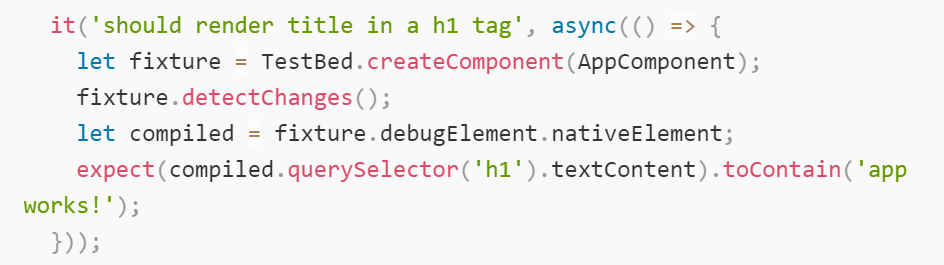 it('should render title in a h1 tag', async(() => {
let fixture = TestBed.createComponent(AppComponent);
fixture.detectChanges();
let compiled = fixture.debugElement.nativeElement;
expect(compiled.querySelector('h1').textContent).toContain('app
works!');
}));